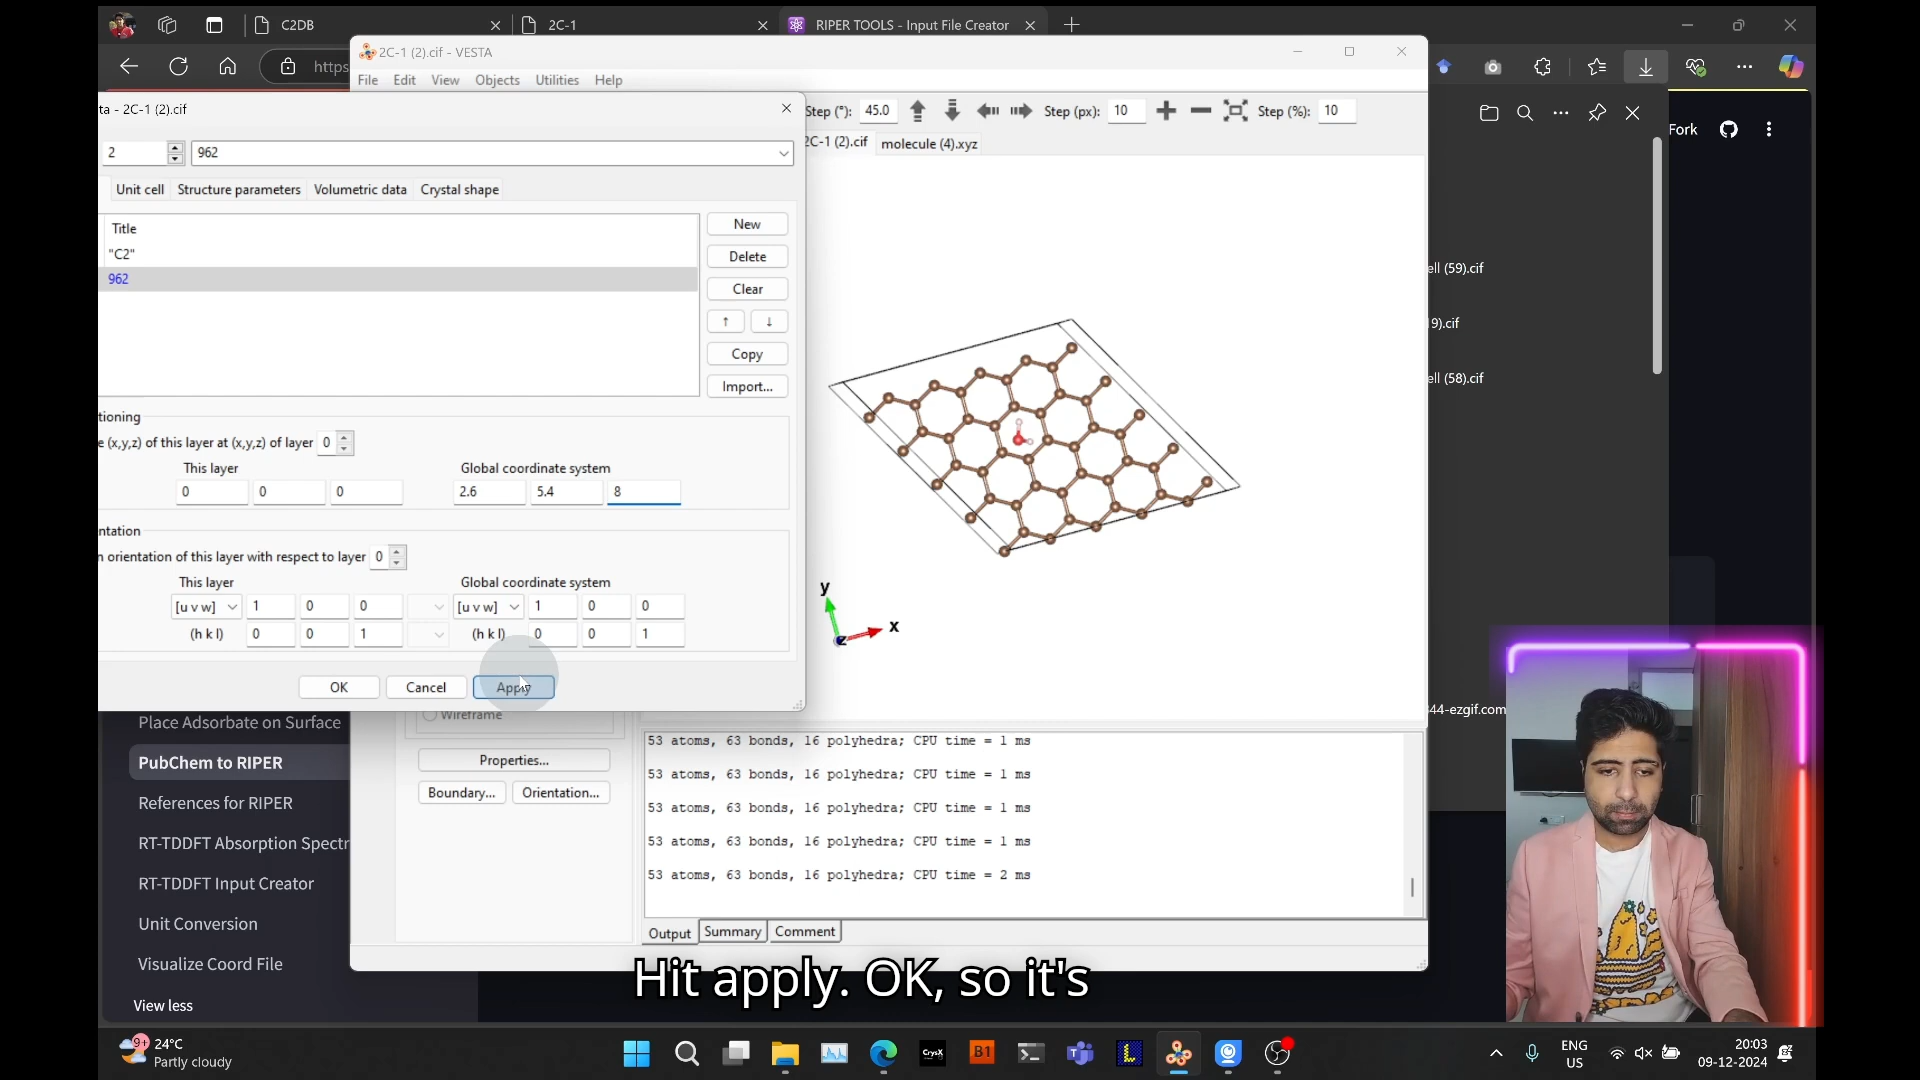 C2DB
2C-1
RIPER TOOLS - Input File Creator
https
2C-1 (2).cif - VESTA
File Edit View Objects Utilities Help
ta - 2C-1 (2).cif
Step (°): 45.0
Step (px): 10
Step (%): 10
2C-1 (2).cif
molecule (4).xyz
Fork
2
962
Unit cell
Structure parameters
Volumetric data
Crystal shape
Title
"C2"
962
New
Delete
Clear
↑ ↓
Copy
Import...
tioning
e (x,y,z) of this layer at (x,y,z) of layer 0
This layer
Global coordinate system
0 0 0 2.6 5.4 8
ntation
n orientation of this layer with respect to layer 0
This layer
Global coordinate system
[u v w] 1 0 0 [u v w] 1 0 0
(h k l) 0 0 1 (h k l) 0 0 1
OK Cancel Apply
y
x
z
ell (59).cif
9).cif
ell (58).cif
44-ezgif.com
Wireframe
Properties...
Boundary... Orientation...
53 atoms, 63 bonds, 16 polyhedra; CPU time = 1 ms
53 atoms, 63 bonds, 16 polyhedra; CPU time = 1 ms
53 atoms, 63 bonds, 16 polyhedra; CPU time = 1 ms
53 atoms, 63 bonds, 16 polyhedra; CPU time = 1 ms
53 atoms, 63 bonds, 16 polyhedra; CPU time = 2 ms
Output Summary Comment
Place Adsorbate on Surface
PubChem to RIPER
References for RIPER
RT-TDDFT Absorption Spectr
RT-TDDFT Input Creator
Unit Conversion
Visualize Coord File
View less
Hit apply. OK, so it's
9+
24°C
Partly cloudy
CrysX
B1
L
ENG
US
20:03
09-12-2024